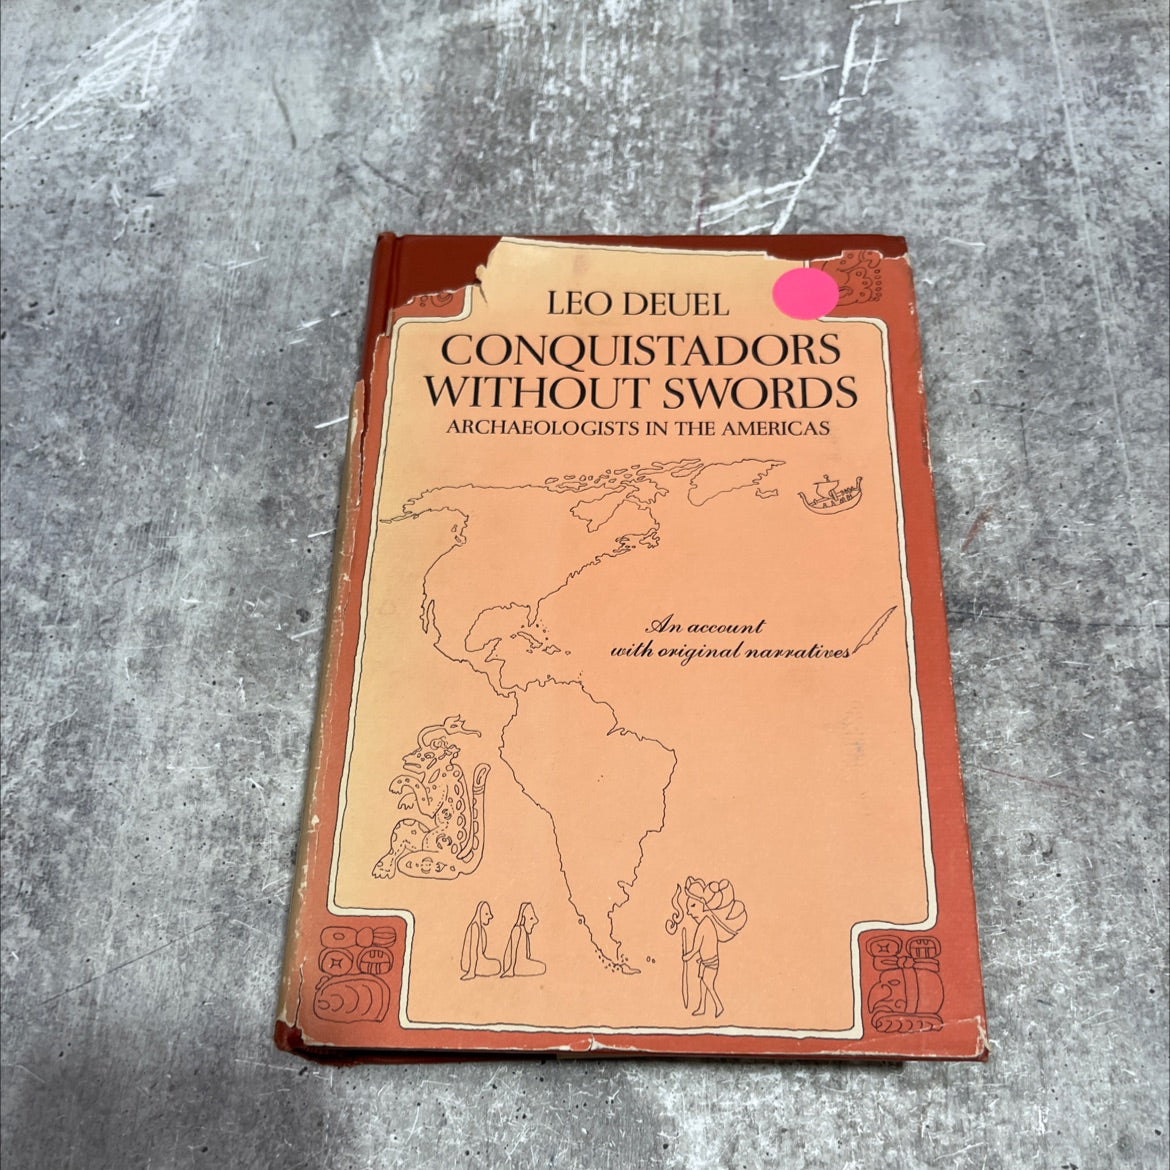 LEO DEUEL
CONQUISTADORS
WITHOUT SWORDS
ARCHAEOLOGISTS IN THE AMERICAS
An account
with original narratives